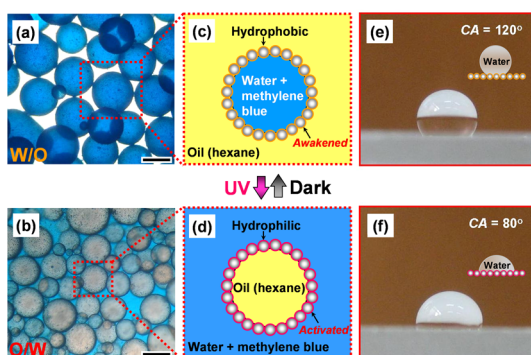 (a)
W/O
(c)
Hydrophobic
Water +
methylene
blue
Awakened
Oil (hexane)
(e)
CA = 120°
Water
UV Dark
(b)
O/W
(d)
Hydrophilic
Oil (hexane)
Activated
Water + methylene blue
(f)
CA = 80°
Water